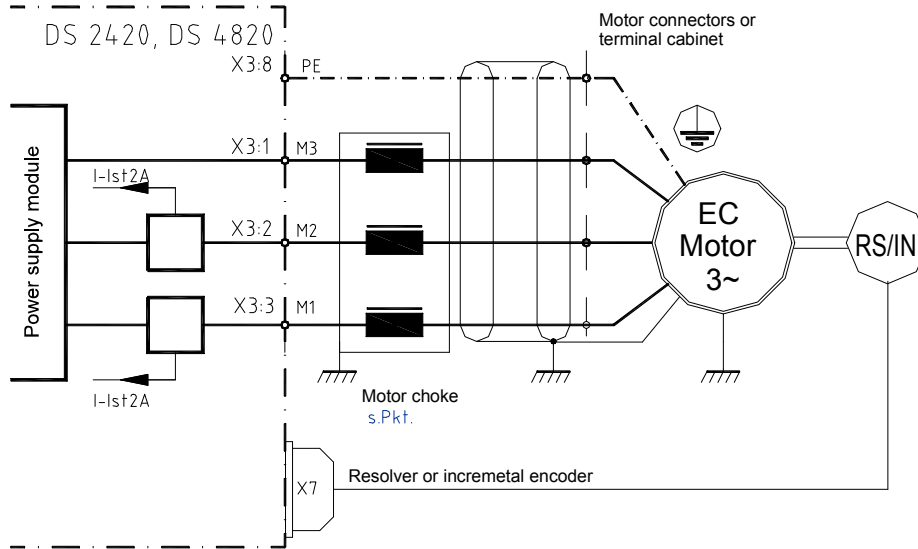 DS 2420, DS 4820
Motor connectors or
terminal cabinet
X3:8
PE
X3:1
M3
I-Ist2A
X3:2
M2
X3:3
M1
I-Ist2A
Power supply module
EC
Motor
3~
RS/IN
Motor choke
s.Pkt.
X7
Resolver or incremetal encoder